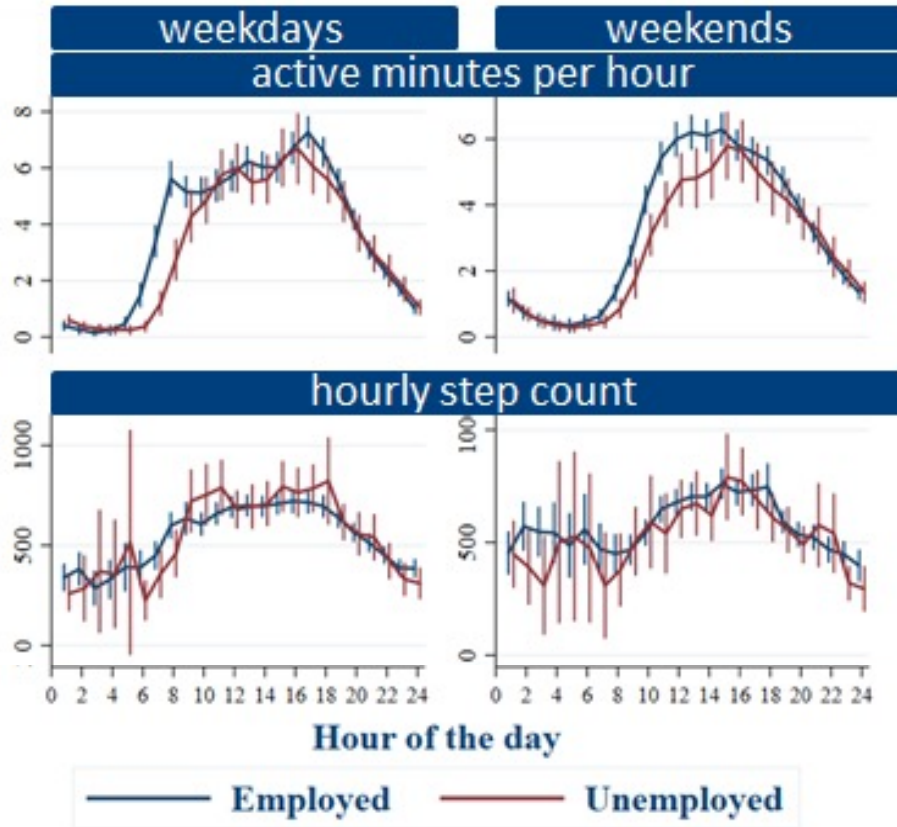 weekdays weekends
active minutes per hour
8
6
4
2
0
6
4
2
0
hourly step count
1000
500
0
500
0
0 2 4 6 8 10 12 14 16 18 20 22 24 0 2 4 6 8 10 12 14 16 18 20 22 24
Hour of the day
Employed Unemployed